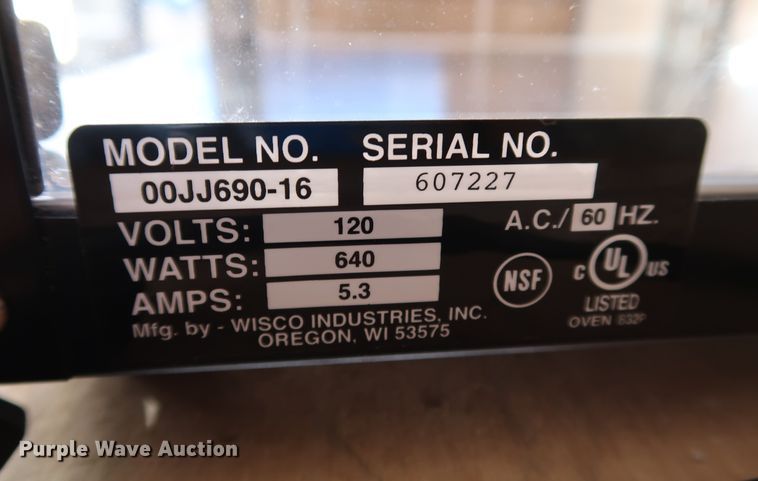 MODEL NO. SERIAL NO.
00JJ690-16 607227
VOLTS: 120 A.C./ 60 HZ.
WATTS: 640
AMPS: 5.3
NSF
C UL US
LISTED
OVEN
Mfg. by - WISCO INDUSTRIES, INC.
OREGON, WI 53575
Purple Wave Auction